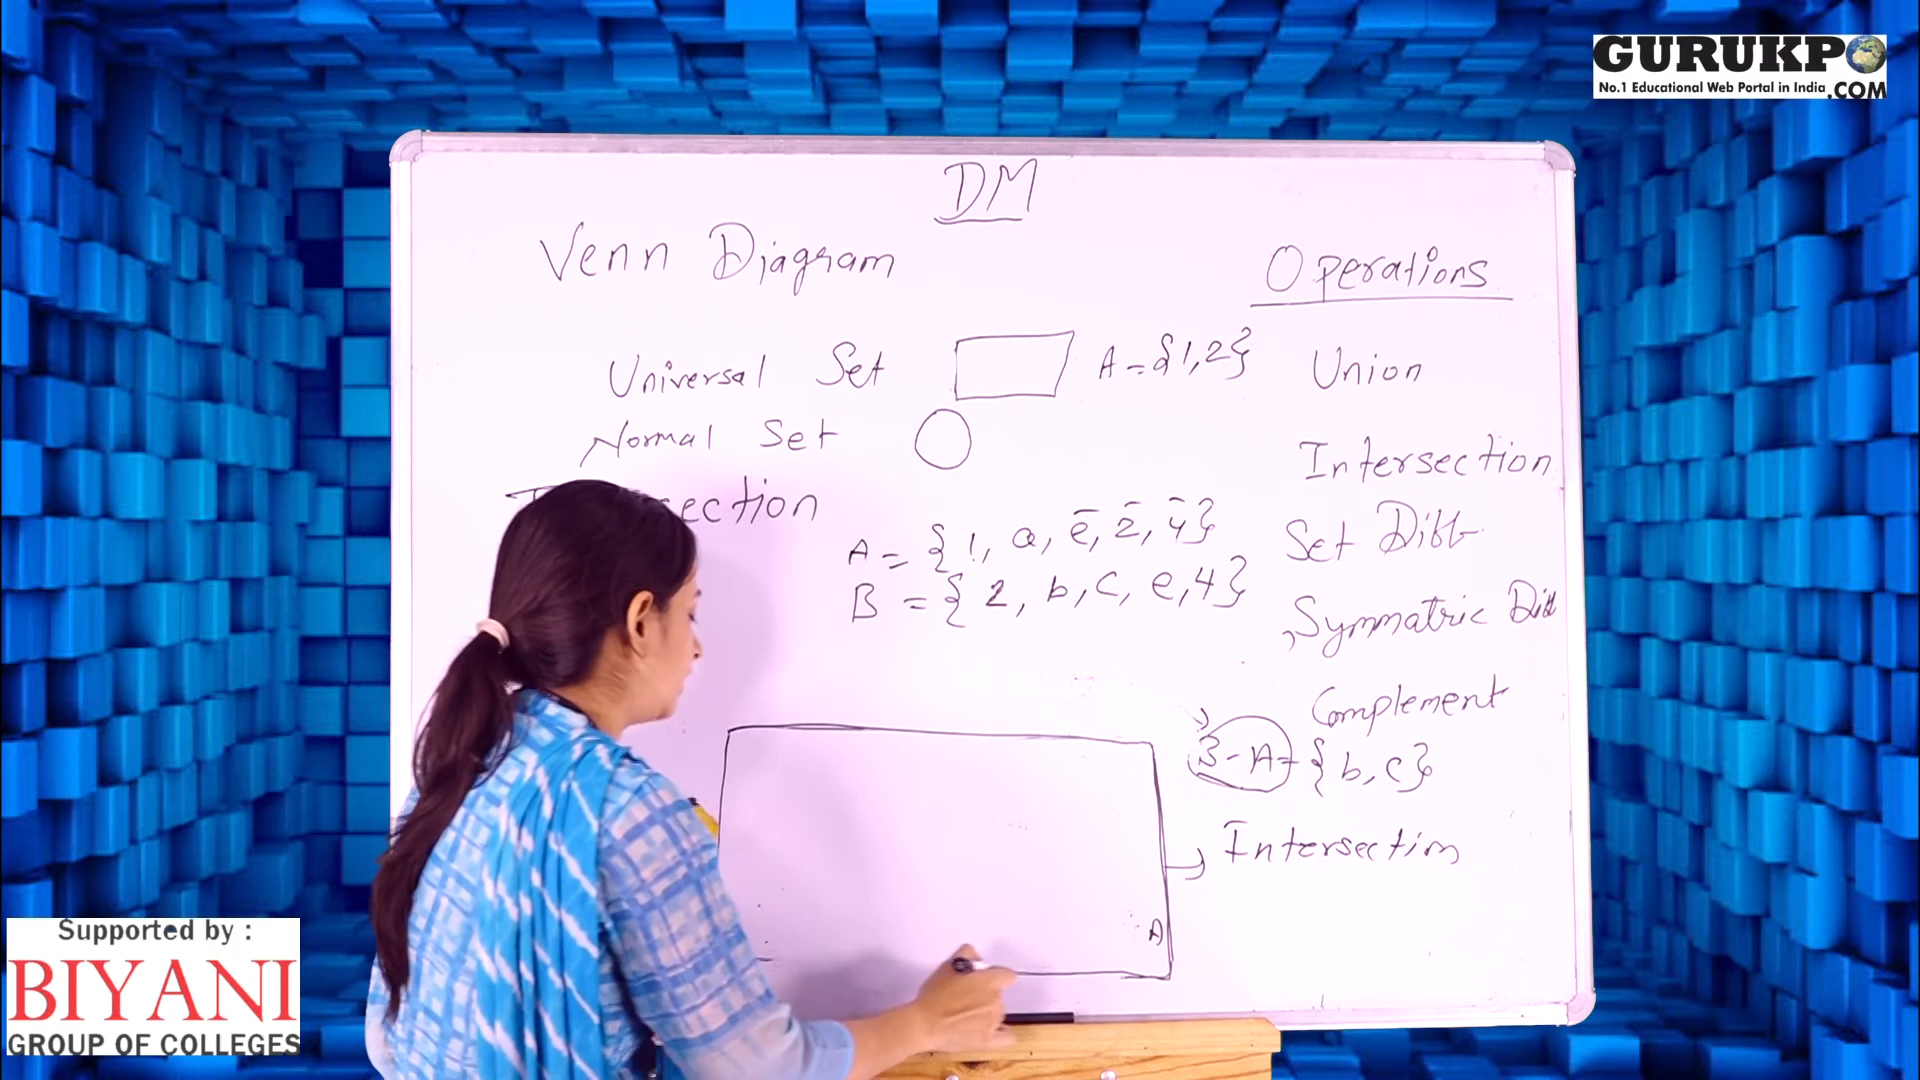 GURUKPO
No.1 Educational Web Portal in India .COM
DM
Venn Diagram
Operations
Universal Set A = {1,2} Union
Normal Set
Intersection
ection
A = {1, a, e, 2, 4}
Set Diff
B = {2, b, c, e, 4}
Symmatric Diff
Complement
B - A = {b, c}
Intersection
A
Supported by :
BIYANI
GROUP OF COLLEGES